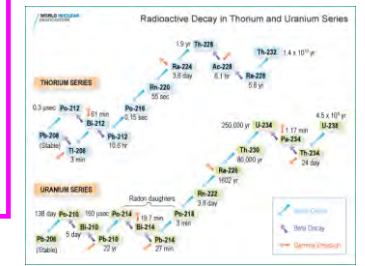 WORLD NUCLEAR
ASSOCIATION
Radioactive Decay in Thorium and Uranium Series
1.9 yr Th-228 Th-232 1.4 x 10¹⁰ yr
Ra-224 Ac-228
3.6 day 6.1 hr Ra-228
THORIUM SERIES Rn-220 5.8 yr
55 sec
0.3 µsec Po-212 Po-216
61 min 0.15 sec
Bi-212
Pb-208 Pb-212
(Stable) Tl-208 10.6 hr
3 min
4.5 x 10⁹ yr
250,000 yr U-234 U-238
1.17 min
Pa-234
Th-230 Th-234
80,000 yr 24 day
Ra-226
URANIUM SERIES 1602 yr
Radon daughters Rn-222
3.8 day
138 day Po-210 160 µsec Po-214 Po-218
19.7 min 3 min
Bi-210 Bi-214
Pb-206 5 day Pb-210 Pb-214
(Stable) 22 yr 27 min
Beta Decay
Gamma Emission